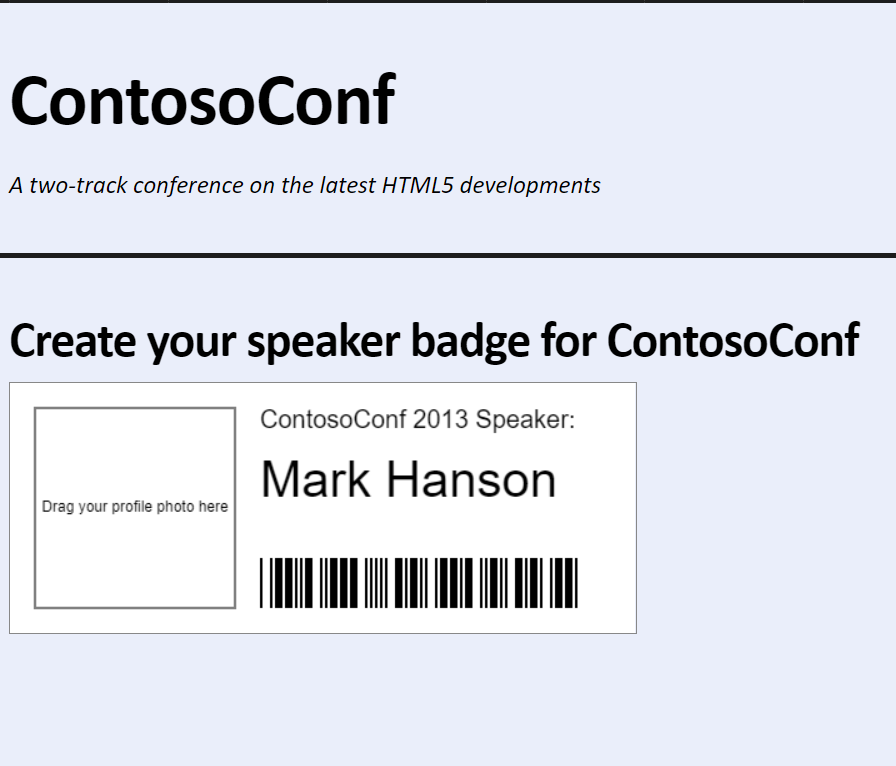 ContosoConf
A two-track conference on the latest HTML5 developments
Create your speaker badge for ContosoConf
ContosoConf 2013 Speaker:
Mark Hanson
Drag your profile photo here